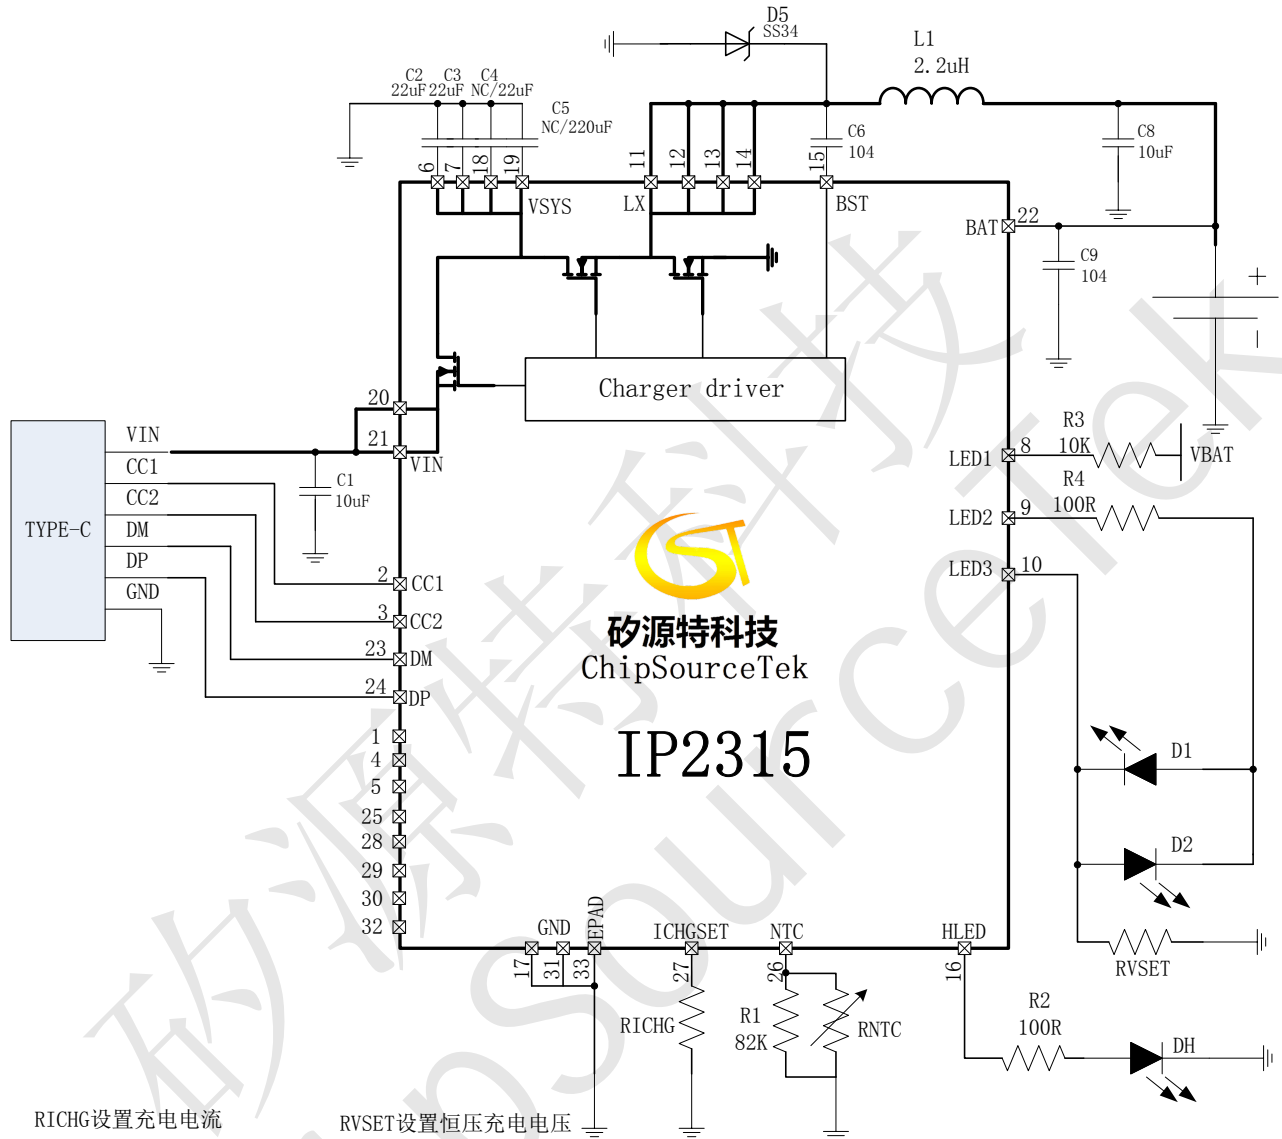 D5
SS34
L1
2.2uH
C2 C3 C4
22uF 22uF NC/22uF
C5
NC/220uF
C6
104
C8
10uF
6 7 18 19 11 12 13 14 15
VSYS LX BST
BAT 22
C9
104
+
-
Charger driver
20
21
VIN
C1
10uF
TYPE-C
VIN
CC1
CC2
DM
DP
GND
2 CC1
3 CC2
23 DM
24 DP
1
4
5
25
28
29
30
32
LED1 8
R3
10K
VBAT
R4
100R
LED2 9
LED3 10
矽源特科技
ChipSourceTek
IP2315
D1
D2
RVSET
GND EPAD ICHGSET NTC HLED
17 31 33 27 26 16
RICHG
R1
82K
RNTC
R2
100R
DH
RICHG设置充电电流
RVSET设置恒压充电电压
矽源特科技
ChipSourceTek